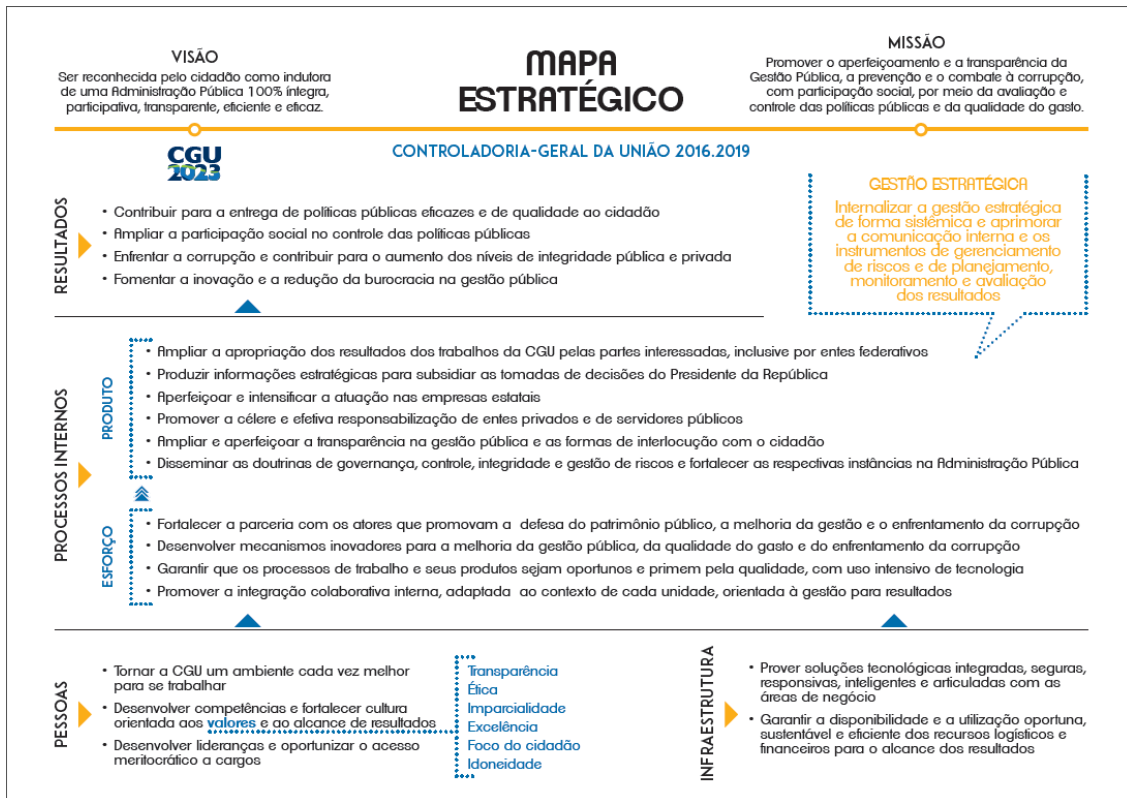 VISÃO
Ser reconhecida pelo cidadão como indutora
de uma Administração Pública 100% íntegra,
participativa, transparente, eficiente e eficaz.
MAPA
ESTRATÉGICO
MISSÃO
Promover o aperfeiçoamento e a transparência da
Gestão Pública, a prevenção e o combate à corrupção,
com participação social, por meio da avaliação e
controle das políticas públicas e da qualidade do gasto.
CGU
2023
CONTROLADORIA-GERAL DA UNIÃO 2016.2019
GESTÃO ESTRATÉGICA
Internalizar a gestão estratégica
de forma sistêmica e aprimorar
a comunicação interna e os
instrumentos de gerenciamento
de riscos e de planejamento,
monitoramento e avaliação
dos resultados
RESULTADOS
• Contribuir para a entrega de políticas públicas eficazes e de qualidade ao cidadão
• Ampliar a participação social no controle das políticas públicas
• Enfrentar a corrupção e contribuir para o aumento dos níveis de integridade pública e privada
• Fomentar a inovação e a redução da burocracia na gestão pública
PROCESSOS INTERNOS
PRODUTO
• Ampliar a apropriação dos resultados dos trabalhos da CGU pelas partes interessadas, inclusive por entes federativos
• Produzir informações estratégicas para subsidiar as tomadas de decisões do Presidente da República
• Aperfeiçoar e intensificar a atuação nas empresas estatais
• Promover a célere e efetiva responsabilização de entes privados e de servidores públicos
• Ampliar e aperfeiçoar a transparência na gestão pública e as formas de interlocução com o cidadão
• Disseminar as doutrinas de governança, controle, integridade e gestão de riscos e fortalecer as respectivas instâncias na Administração Pública
ESFORÇO
• Fortalecer a parceria com os atores que promovam a defesa do patrimônio público, a melhoria da gestão e o enfrentamento da corrupção
• Desenvolver mecanismos inovadores para a melhoria da gestão pública, da qualidade do gasto e do enfrentamento da corrupção
• Garantir que os processos de trabalho e seus produtos sejam oportunos e primem pela qualidade, com uso intensivo de tecnologia
• Promover a integração colaborativa interna, adaptada ao contexto de cada unidade, orientada à gestão para resultados
PESSOAS
• Tornar a CGU um ambiente cada vez melhor
para se trabalhar
• Desenvolver competências e fortalecer cultura
orientada aos valores e ao alcance de resultados
• Desenvolver lideranças e oportunizar o acesso
meritocrático a cargos
Transparência
Ética
Imparcialidade
Excelência
Foco do cidadão
Idoneidade
INFRAESTRUTURA
• Prover soluções tecnológicas integradas, seguras,
responsivas, inteligentes e articuladas com as
áreas de negócio
• Garantir a disponibilidade e a utilização oportuna,
sustentável e eficiente dos recursos logísticos e
financeiros para o alcance dos resultados